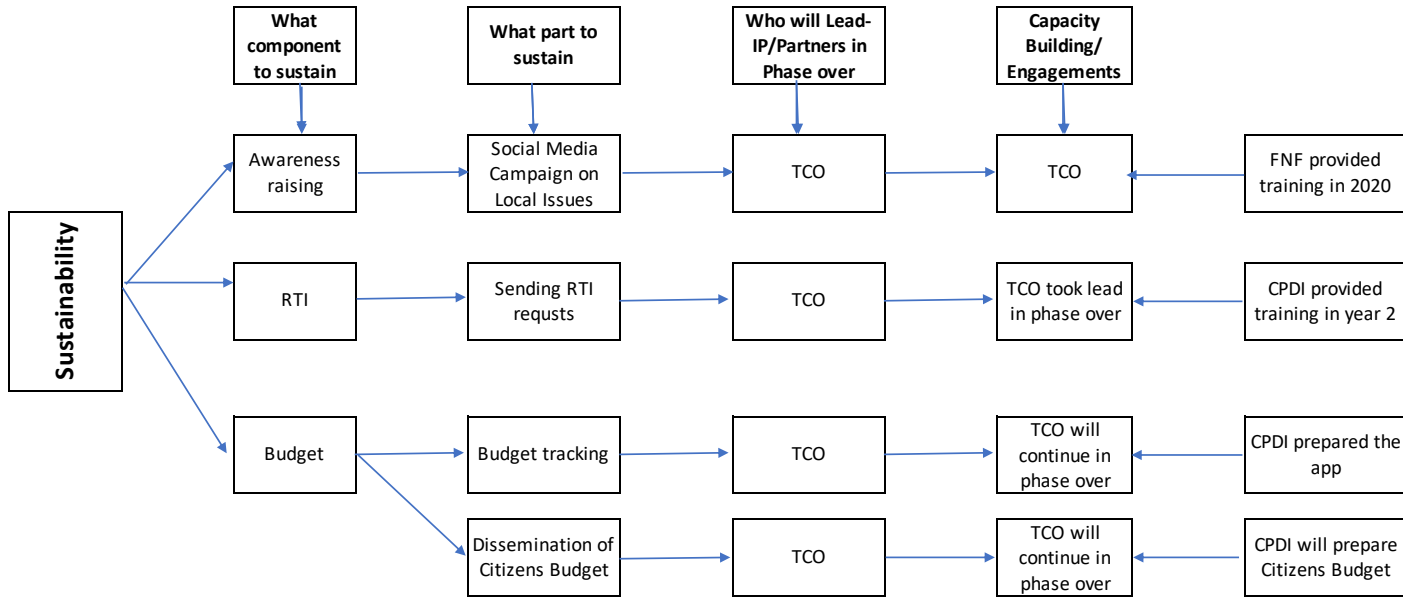 What
component
to sustain
What part to
sustain
Who will Lead-
IP/Partners in
Phase over
Capacity
Building/
Engagements
Sustainability
Awareness
raising
Social Media
Campaign on
Local Issues
TCO
TCO
FNF provided
training in 2020
RTI
Sending RTI
requsts
TCO
TCO took lead
in phase over
CPDI provided
training in year 2
Budget
Budget tracking
TCO
TCO will
continue in
phase over
CPDI prepared the
app
Dissemination of
Citizens Budget
TCO
TCO will
continue in
phase over
CPDI will prepare
Citizens Budget